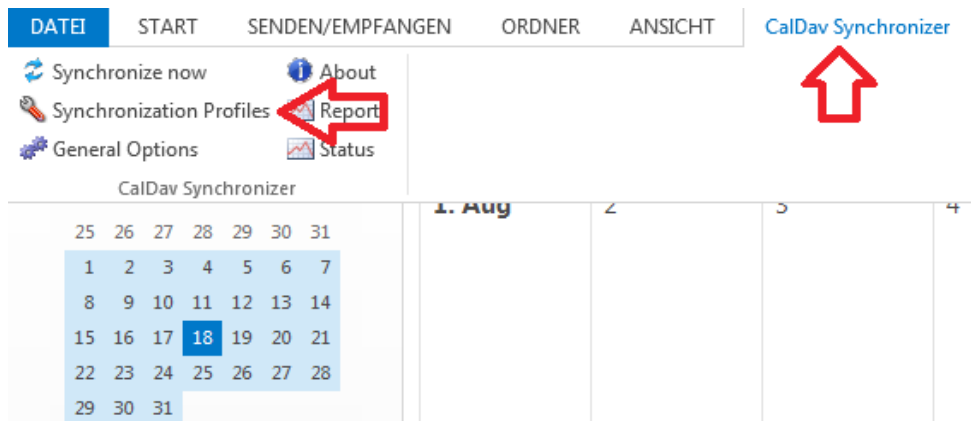 DATEI START SENDEN/EMPFANGEN ORDNER ANSICHT CalDav Synchronizer
Synchronize now About
Synchronization Profiles Report
General Options Status
CalDav Synchronizer
1. Aug 2 3 4
25 26 27 28 29 30 31
1 2 3 4 5 6 7
8 9 10 11 12 13 14
15 16 17 18 19 20 21
22 23 24 25 26 27 28
29 30 31